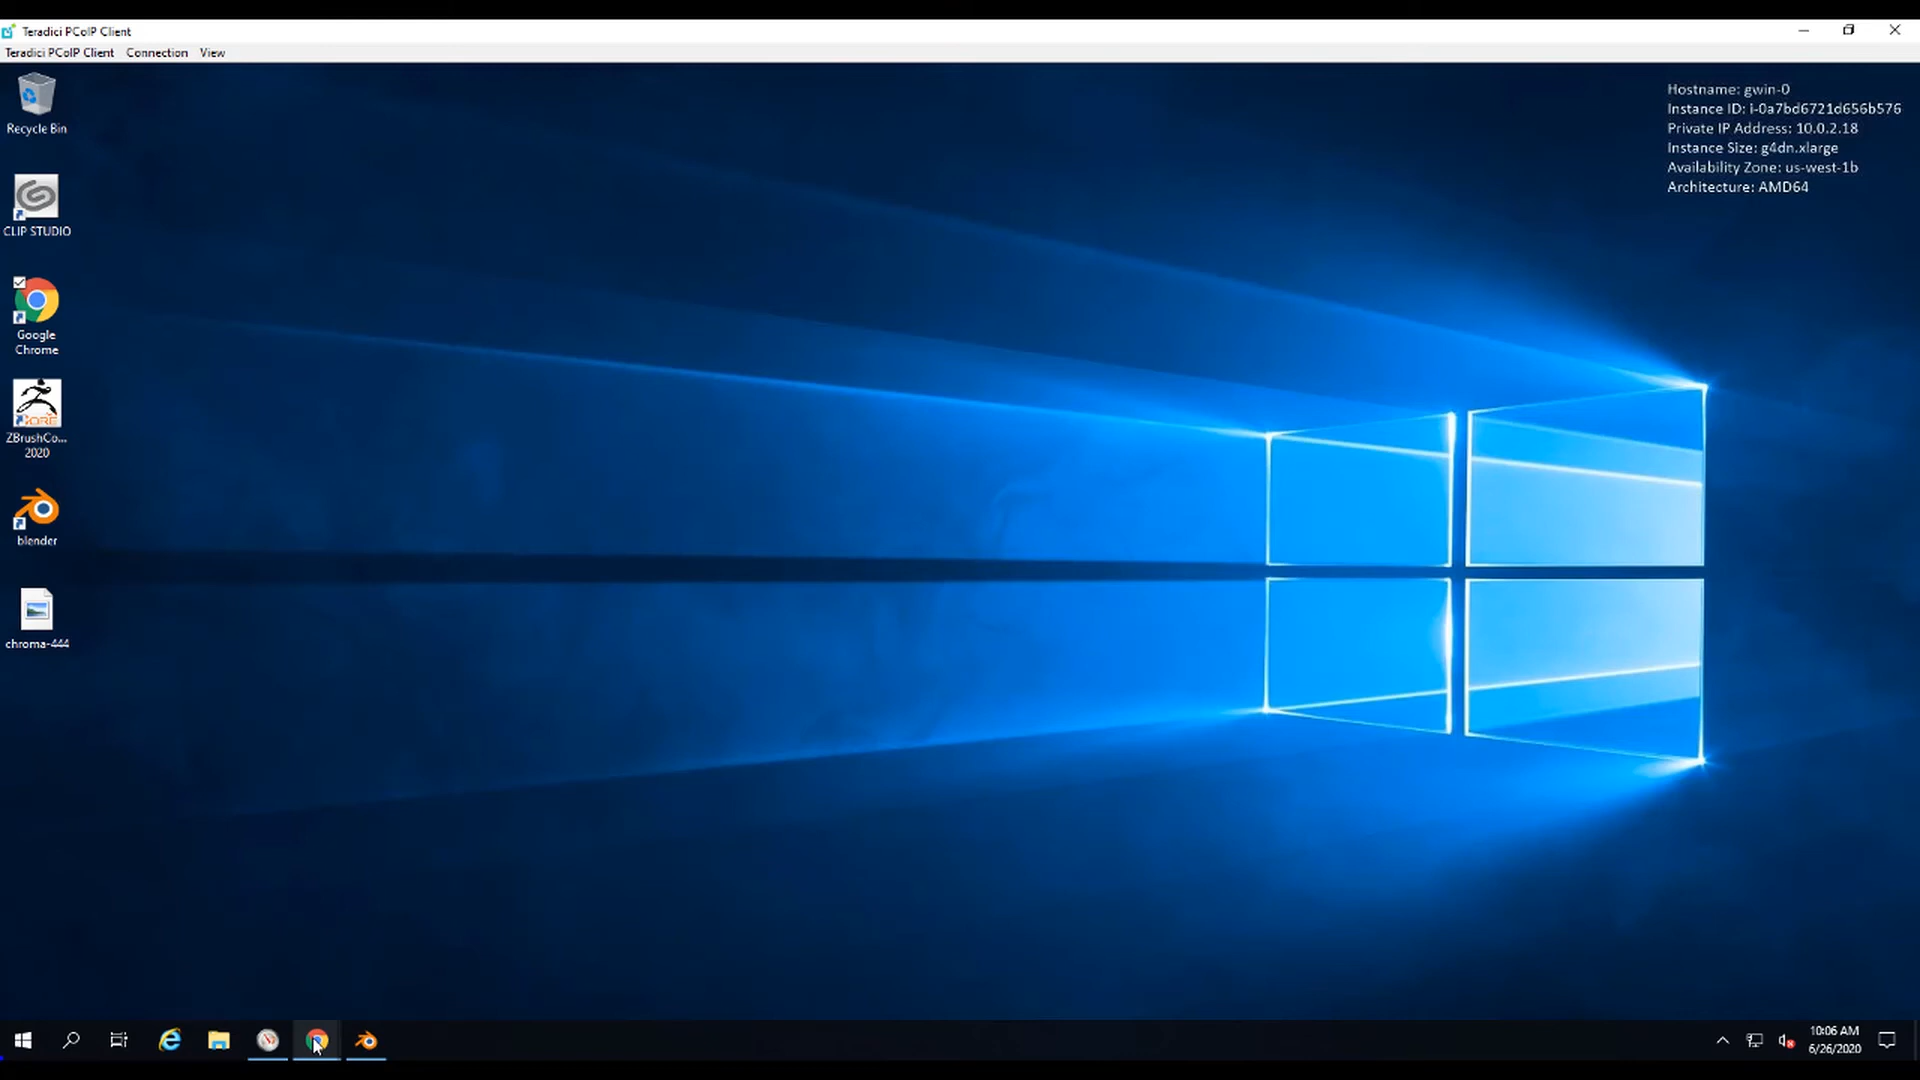 Teradici PCoIP Client
Teradici PCoIP Client Connection View
Hostname: gwin-0
Instance ID: i-0a7bd6721d656b576
Private IP Address: 10.0.2.18
Instance Size: g4dn.xlarge
Availability Zone: us-west-1b
Architecture: AMD64
Recycle Bin
CLIP STUDIO
Google
Chrome
ZBrushCo...
2020
blender
chroma-444
10:06 AM
6/26/2020